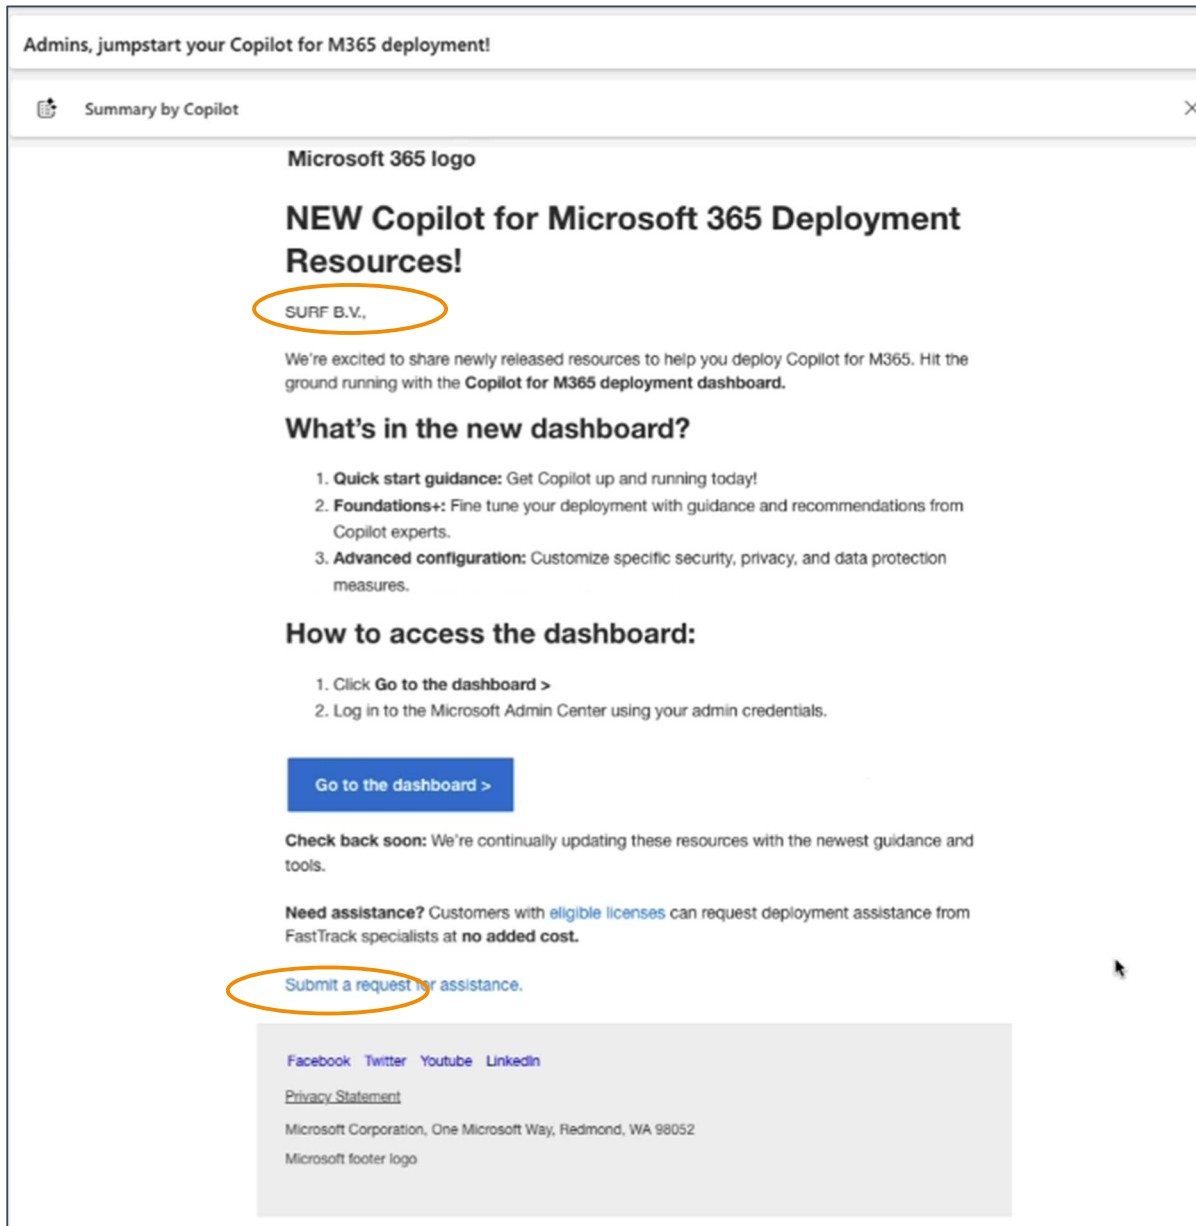 Admins, jumpstart your Copilot for M365 deployment!
Summary by Copilot
Microsoft 365 logo
NEW Copilot for Microsoft 365 Deployment
Resources!
SURF B.V.,
We're excited to share newly released resources to help you deploy Copilot for M365. Hit the
ground running with the Copilot for M365 deployment dashboard.
What's in the new dashboard?
1. Quick start guidance: Get Copilot up and running today!
2. Foundations+: Fine tune your deployment with guidance and recommendations from
Copilot experts.
3. Advanced configuration: Customize specific security, privacy, and data protection
measures.
How to access the dashboard:
1. Click Go to the dashboard >
2. Log in to the Microsoft Admin Center using your admin credentials.
Go to the dashboard >
Check back soon: We're continually updating these resources with the newest guidance and
tools.
Need assistance? Customers with eligible licenses can request deployment assistance from
FastTrack specialists at no added cost.
Submit a request for assistance.
Facebook Twitter Youtube LinkedIn
Privacy Statement
Microsoft Corporation, One Microsoft Way, Redmond, WA 98052
Microsoft footer logo